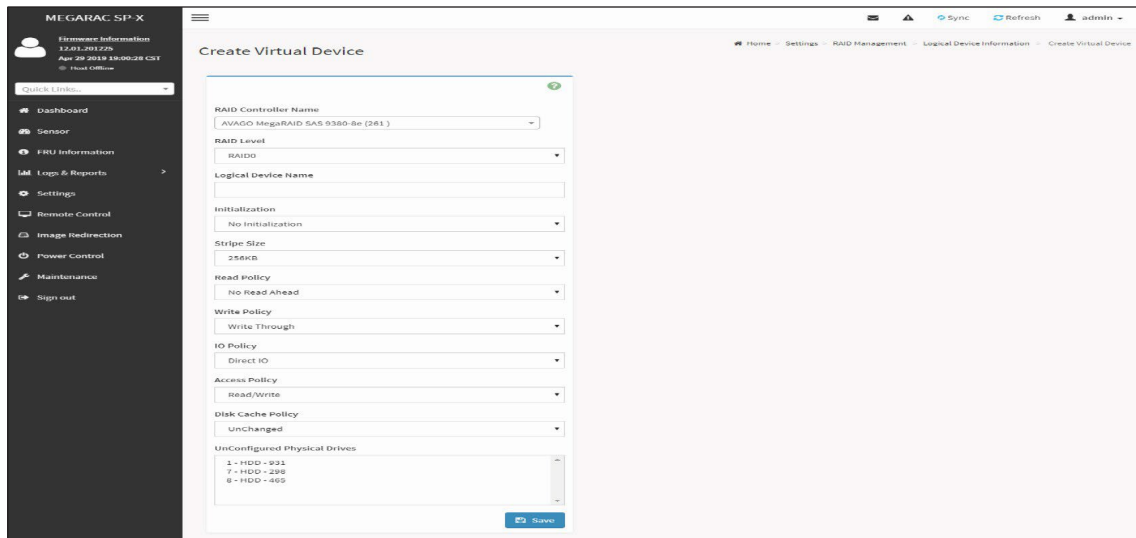 MEGARAC SP-X
Firmware Information
12.01.201225
Apr 29 2019 19:00:28 CST
Host Offline
Quick Links...
Dashboard
Sensor
FRU Information
Logs & Reports
Settings
Remote Control
Image Redirection
Power Control
Maintenance
Sign out
Sync
Refresh
admin
Create Virtual Device
Home
Settings
RAID Management
Logical Device Information
Create Virtual Device
RAID Controller Name
AVAGO MegaRAID SAS 9380-8e (261 )
RAID Level
RAID0
Logical Device Name
Initialization
No Initialization
Stripe Size
256KB
Read Policy
No Read Ahead
Write Policy
Write Through
IO Policy
Direct IO
Access Policy
Read/Write
Disk Cache Policy
UnChanged
UnConfigured Physical Drives
1 - HDD - 931
7 - HDD - 298
8 - HDD - 465
Save